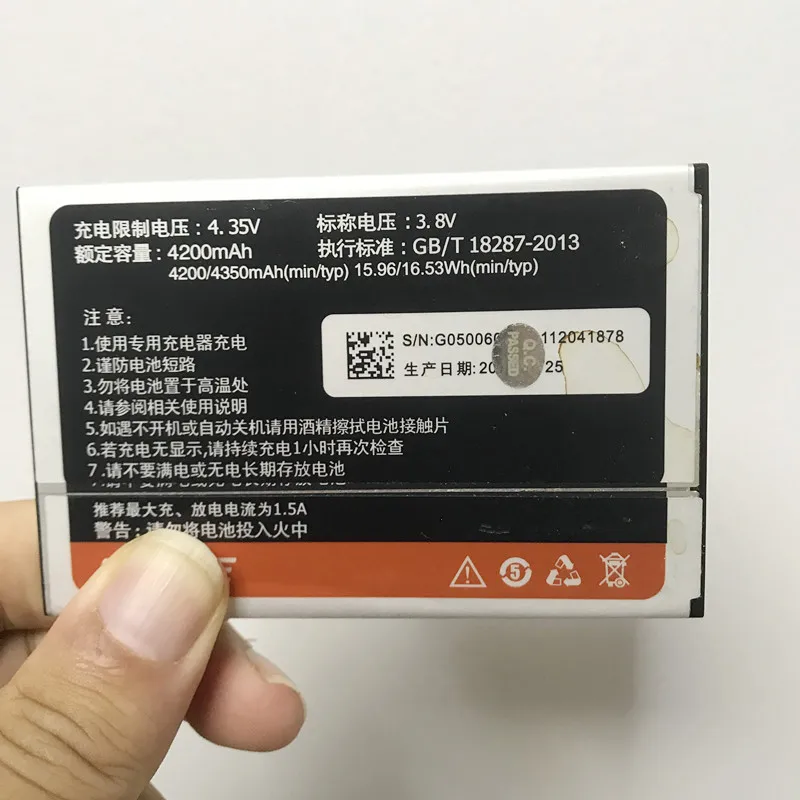 充电限制电压：4.35V 标称电压：3.8V
额定容量：4200mAh 执行标准：GB/T 18287-2013
4200/4350mAh(min/typ) 15.96/16.53Wh(min/typ)
注意：
1.使用专用充电器充电
2.谨防电池短路
3.勿将电池置于高温处
4.请参阅相关使用说明
5.如遇不开机或自动关机请用酒精擦拭电池接触片
6.若充电无显示,请持续充电1小时再次检查
7.请不要满电或无电长期存放电池
S/N:G05006 112041878
Q.C.
PASSED
生产日期:20 25
推荐最大充、放电电流为1.5A
警告：请勿将电池投入火中
5